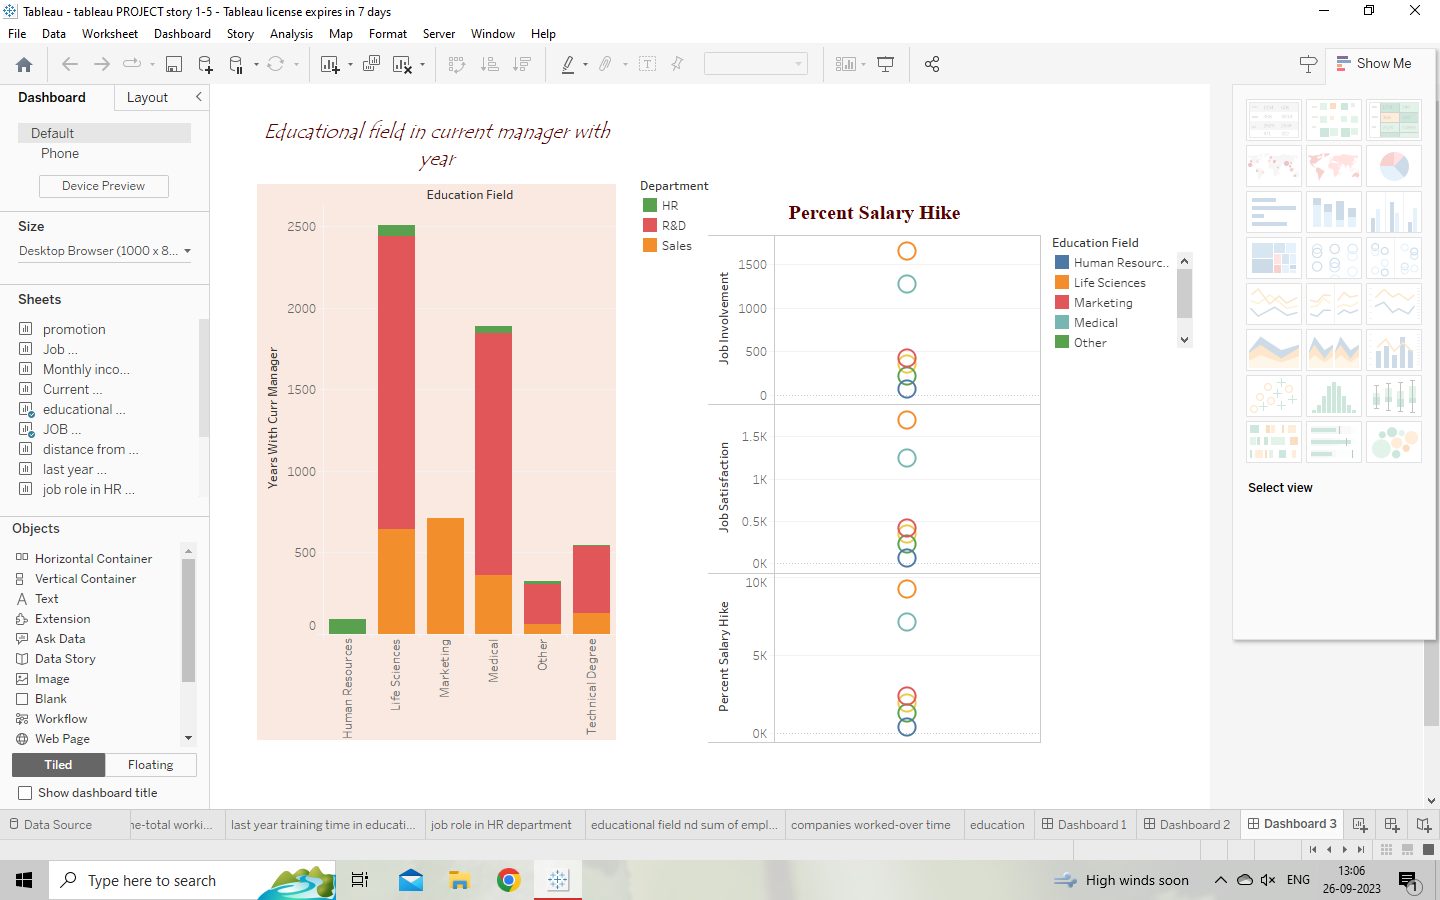 Tableau - tableau PROJECT story 1-5 - Tableau license expires in 7 days
File Data Worksheet Dashboard Story Analysis Map Format Server Window Help
Show Me
Dashboard Layout
Default
Phone
Device Preview
Size
Desktop Browser (1000 x 8...
Sheets
promotion
Job ...
Monthly inco...
Current ...
educational ...
JOB ...
distance from ...
last year ...
job role in HR ...
Objects
Horizontal Container
Vertical Container
Text
Extension
Ask Data
Data Story
Image
Blank
Workflow
Web Page
Tiled Floating
Show dashboard title
Educational field in current manager with
year
Education Field
Years With Curr Manager
2500
2000
1500
1000
500
0
Human Resources
Life Sciences
Marketing
Medical
Other
Technical Degree
Department
HR
R&D
Sales
Percent Salary Hike
Job Involvement
1500
1000
500
0
Job Satisfaction
1.5K
1K
0.5K
0K
Percent Salary Hike
10K
5K
0K
Education Field
Human Resourc..
Life Sciences
Marketing
Medical
Other
Select view
Data Source ne-total worki... last year training time in educati... job role in HR department educational field nd sum of empl... companies worked-over time education Dashboard 1 Dashboard 2 Dashboard 3
Type here to search
High winds soon
ENG
13:06
26-09-2023
1